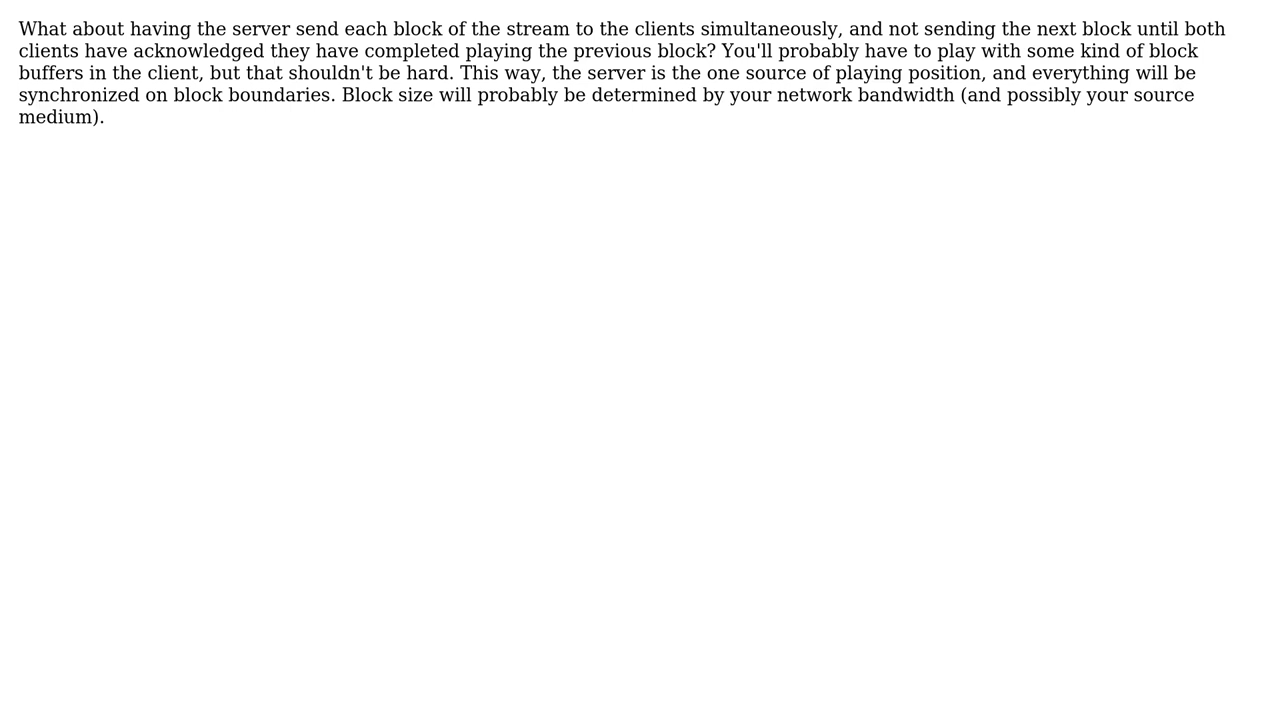 What about having the server send each block of the stream to the clients simultaneously, and not sending the next block until both
clients have acknowledged they have completed playing the previous block? You'll probably have to play with some kind of block
buffers in the client, but that shouldn't be hard. This way, the server is the one source of playing position, and everything will be
synchronized on block boundaries. Block size will probably be determined by your network bandwidth (and possibly your source
medium).